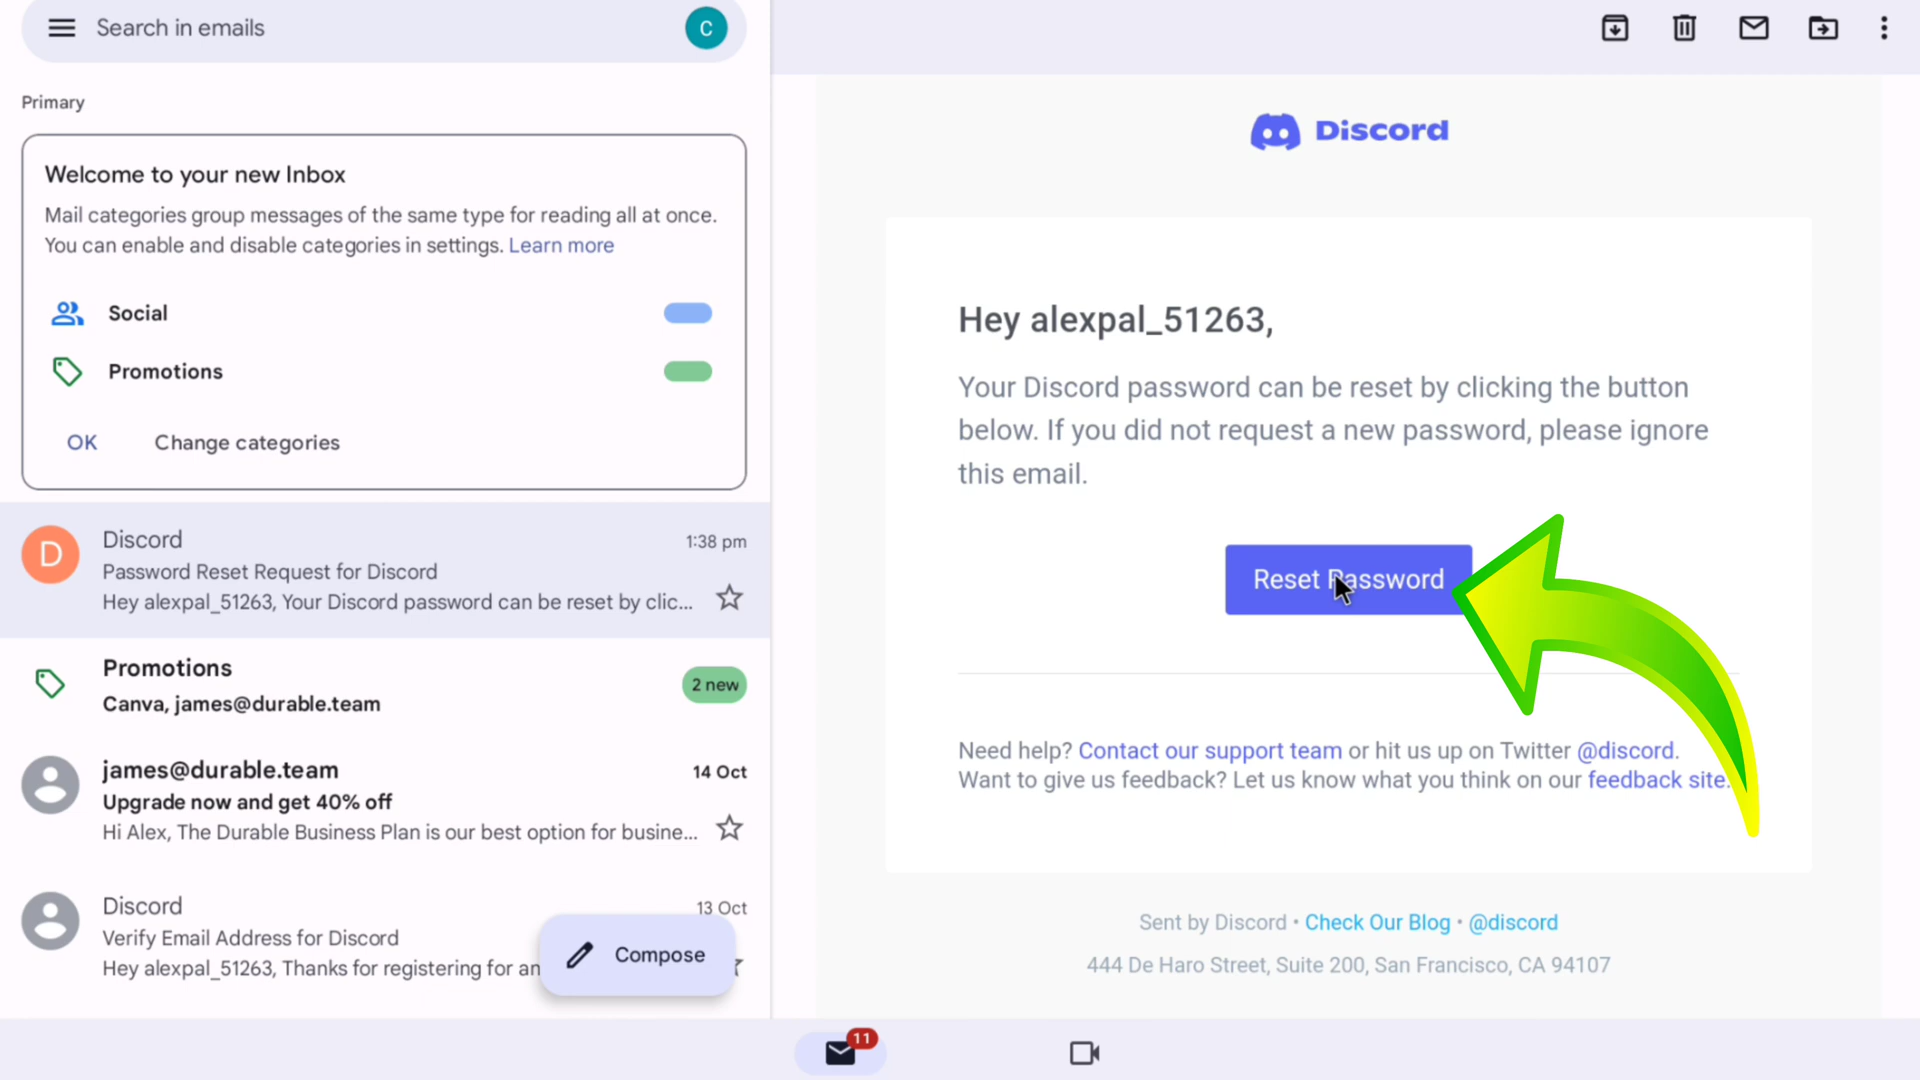 Search in emails
C
Primary
Welcome to your new Inbox
Mail categories group messages of the same type for reading all at once.
You can enable and disable categories in settings. Learn more
Social
Promotions
OK
Change categories
D
Discord
1:38 pm
Password Reset Request for Discord
Hey alexpal_51263, Your Discord password can be reset by clic...
Promotions
Canva, james@durable.team
2 new
james@durable.team
14 Oct
Upgrade now and get 40% off
Hi Alex, The Durable Business Plan is our best option for busine...
Discord
13 Oct
Verify Email Address for Discord
Hey alexpal_51263, Thanks for registering for an
Compose
11
Discord
Hey alexpal_51263,
Your Discord password can be reset by clicking the button
below. If you did not request a new password, please ignore
this email.
Reset Password
Need help? Contact our support team or hit us up on Twitter @discord.
Want to give us feedback? Let us know what you think on our feedback site.
Sent by Discord • Check Our Blog • @discord
444 De Haro Street, Suite 200, San Francisco, CA 94107